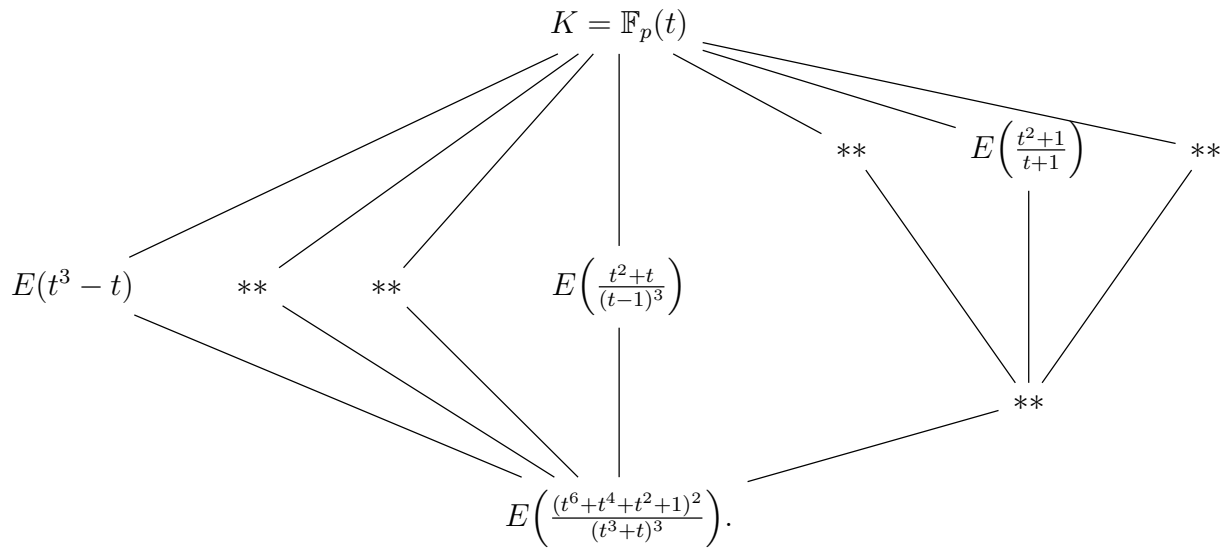 K = 𝔽_p(t)
** E((t^2+1)/(t+1)) **
E(t^3 − t) ** ** E((t^2+t)/((t−1)^3))
**
E((t^6+t^4+t^2+1)^2/(t^3+t)^3).